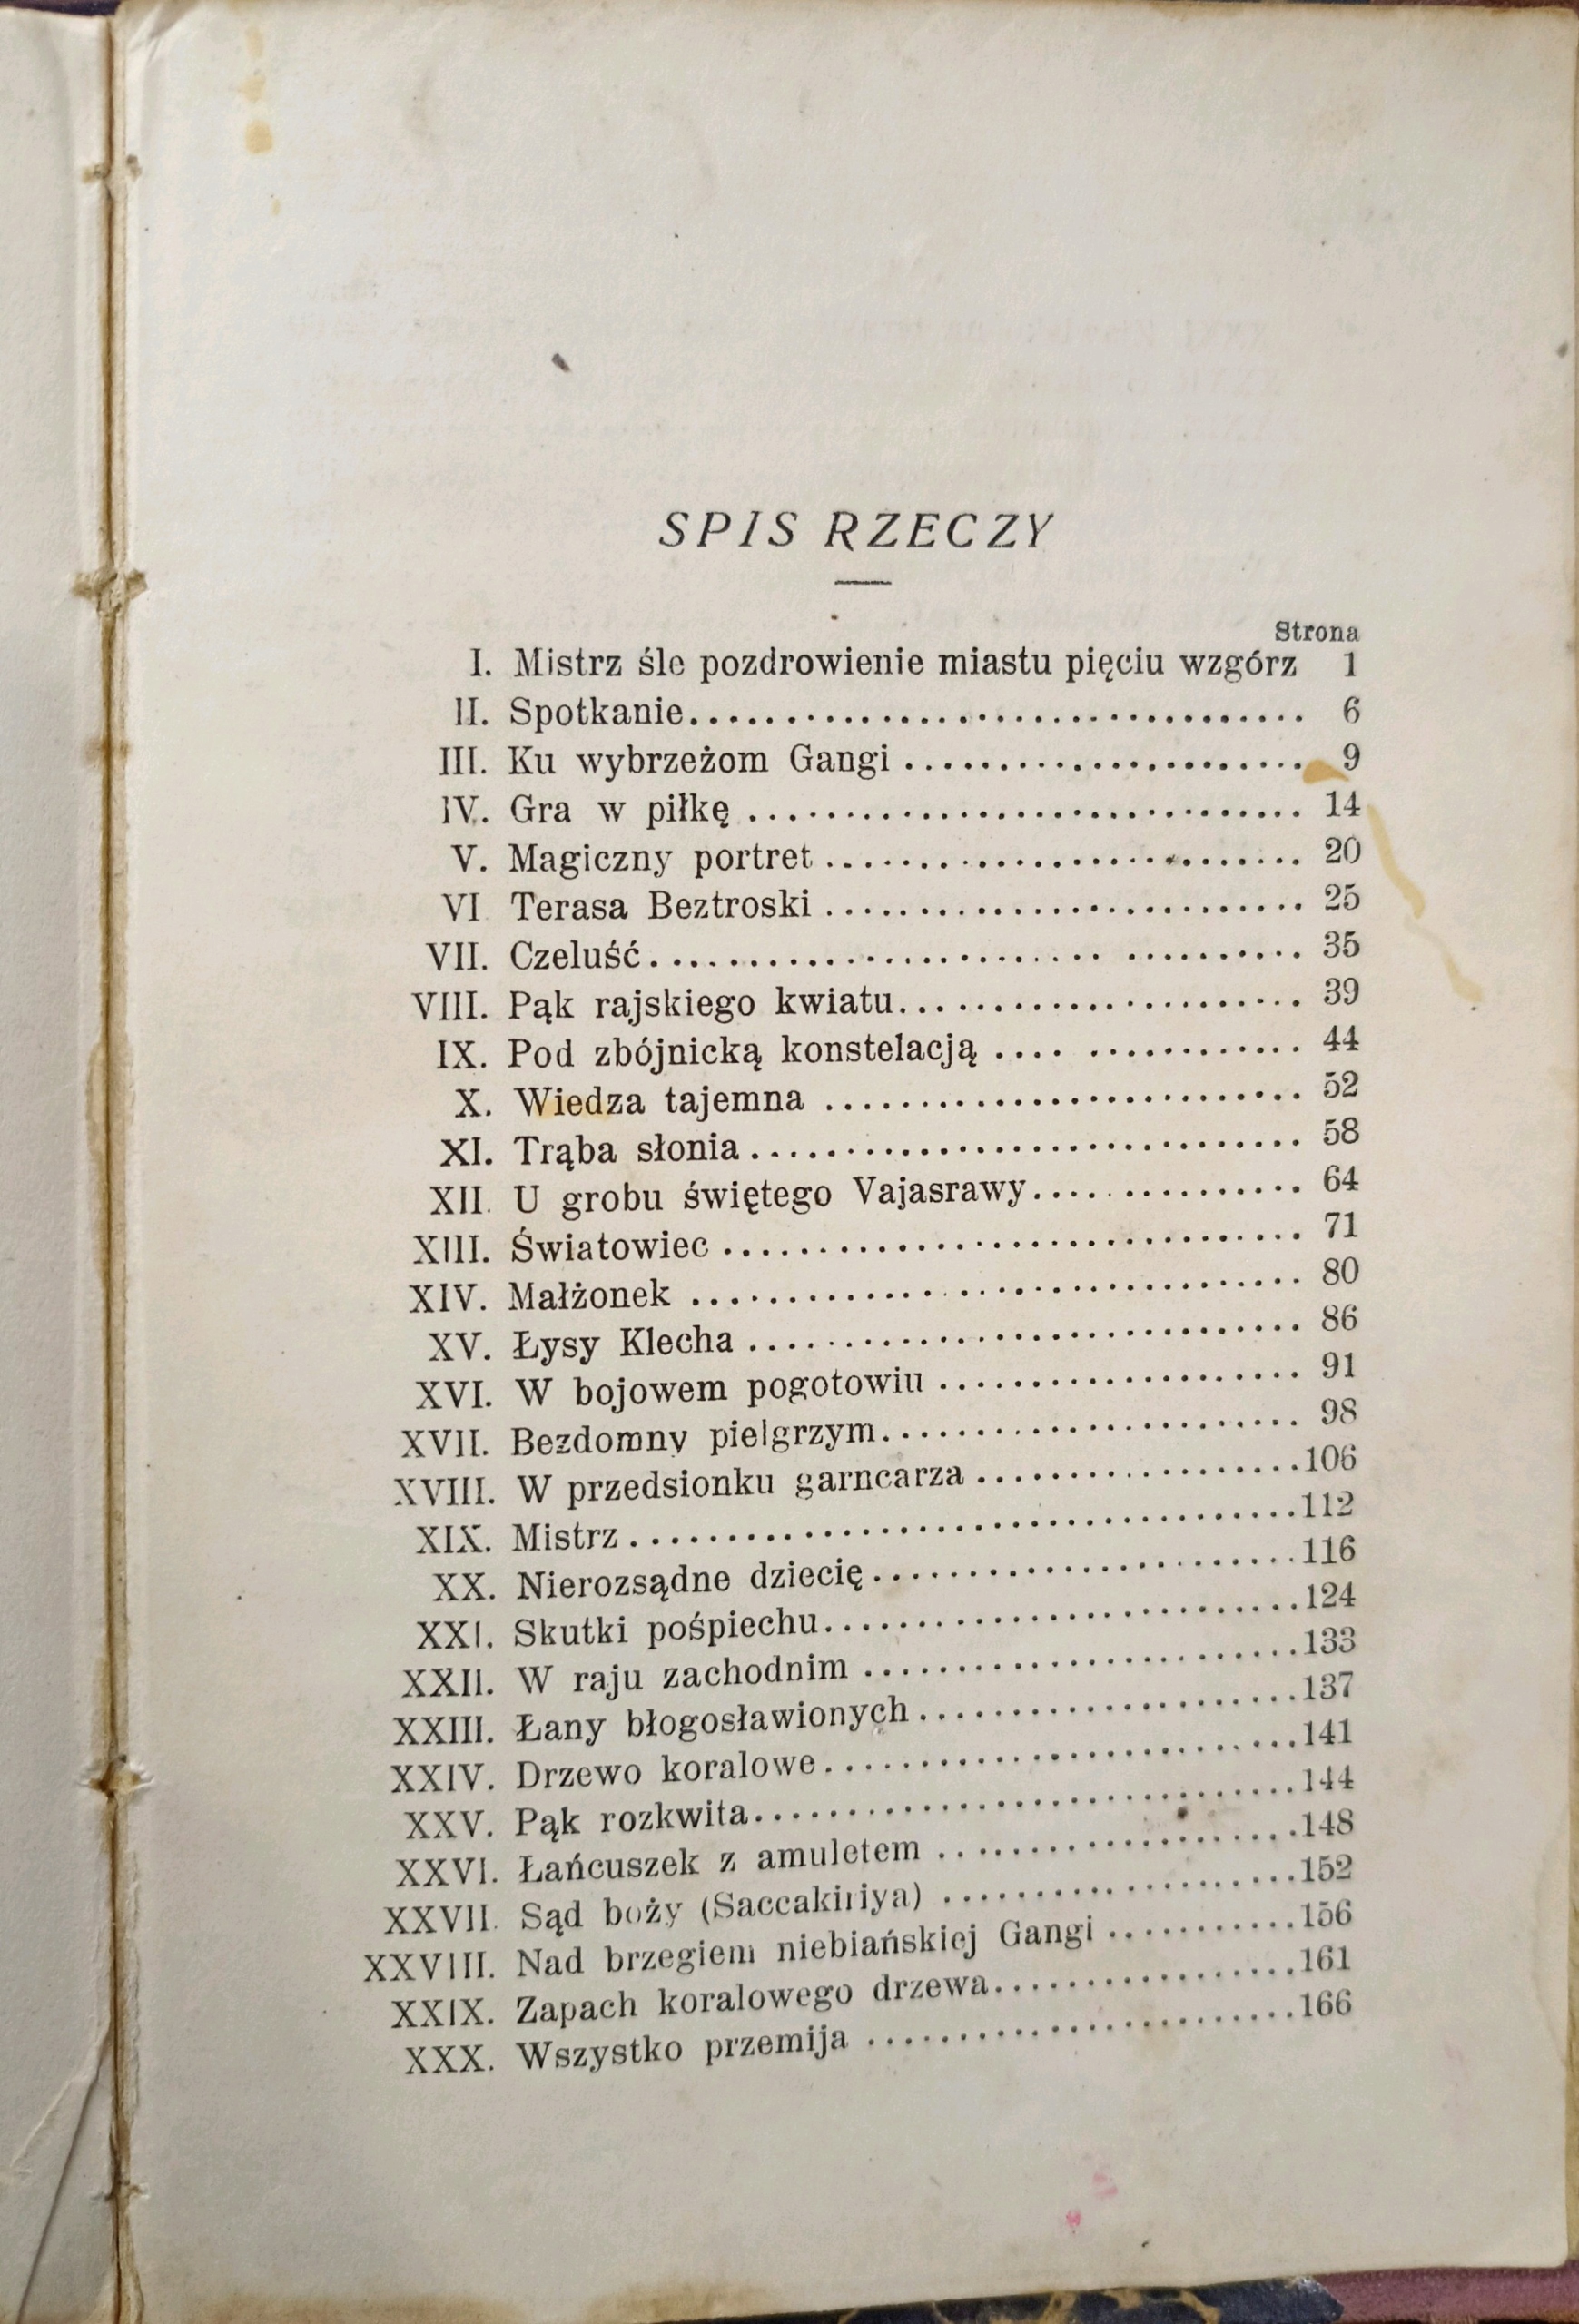 SPIS RZECZY
Strona
I. Mistrz śle pozdrowienie miastu pięciu wzgórz 1
II. Spotkanie.................................. 6
III. Ku wybrzeżom Gangi ...................... 9
IV. Gra w piłkę .............................. 14
V. Magiczny portret .......................... 20
VI Terasa Beztroski .......................... 25
VII. Czeluść.................................. 35
VIII. Pąk rajskiego kwiatu...................... 39
IX. Pod zbójnicką konstelacją .... ............ 44
X. Wiedza tajemna .......................... 52
XI. Trąba słonia .............................. 58
XII. U grobu świętego Vajasrawy............... 64
XIII. Światowiec ................................ 71
XIV. Małżonek ................................. 80
XV. Łysy Klecha .............................. 86
XVI. W bojowem pogotowiu .................... 91
XVII. Bezdomny pielgrzym....................... 98
XVIII. W przedsionku garncarza ..................106
XIX. Mistrz ....................................112
XX. Nierozsądne dziecię .......................116
XXI. Skutki pośpiechu..........................124
XXII. W raju zachodnim ........................133
XXIII. Łany błogosławionych .....................137
XXIV. Drzewo koralowe..........................141
XXV. Pąk rozkwita.............................144
XXVI. Łańcuszek z amuletem ....................148
XXVII. Sąd boży (Saccakiriya) ...................152
XXVIII. Nad brzegiem niebiańskiej Gangi ...........156
XXIX. Zapach koralowego drzewa.................161
XXX. Wszystko przemija ........................166